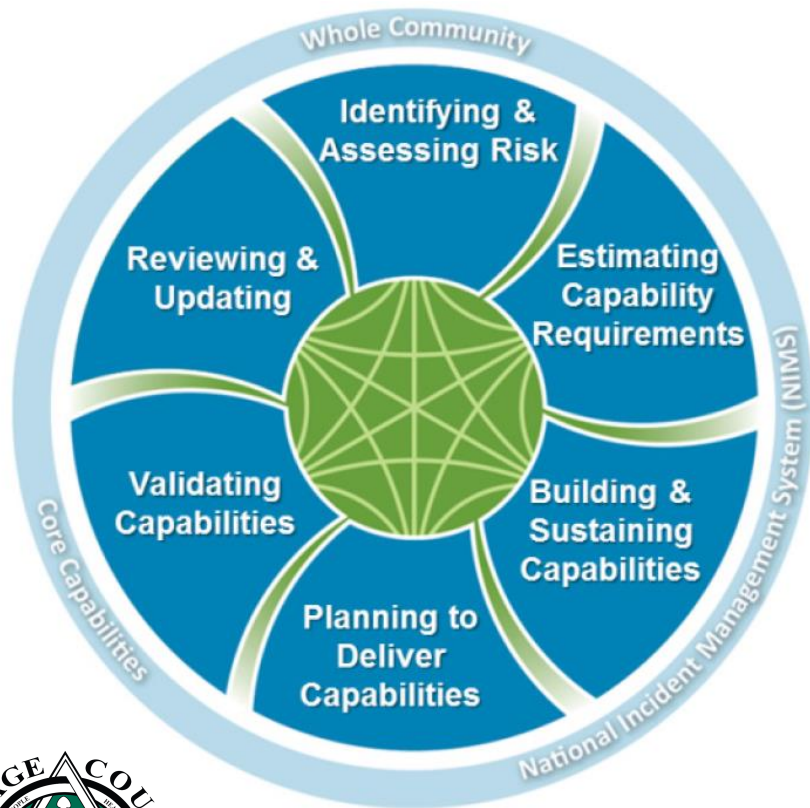 Whole Community
Identifying &
Assessing Risk
Estimating
Capability
Requirements
Building &
Sustaining
Capabilities
Planning to
Deliver
Capabilities
Validating
Capabilities
Reviewing &
Updating
National Incident Management System (NIMS)
Core Capabilities